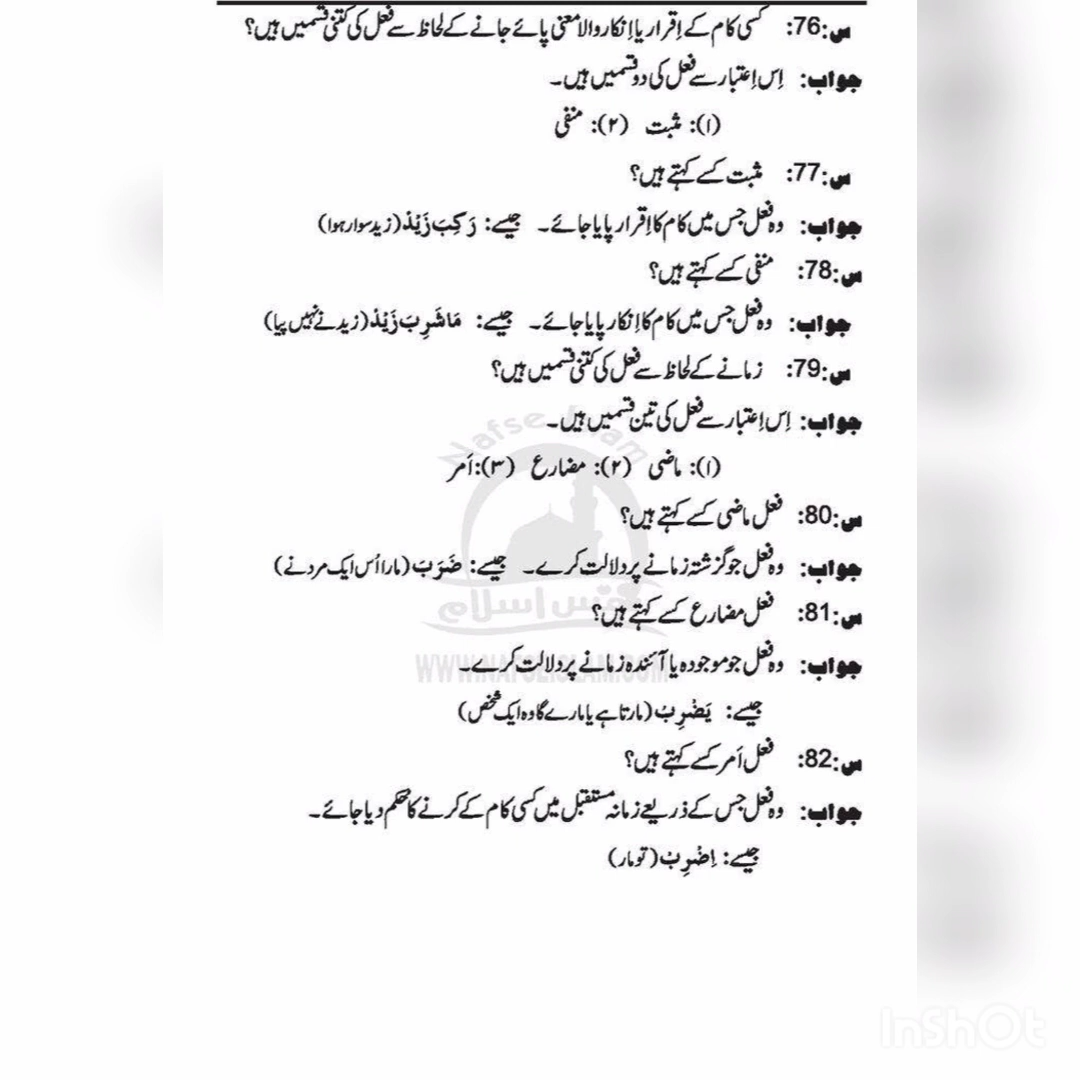 س:76: کسی کام کے اِقرار یا اِنکار والا معنی پائے جانے کے لحاظ سے فعل کی کتنی قسمیں ہیں؟
جواب: اِس اِعتبار سے فعل کی دو قسمیں ہیں۔
(۱): مثبت (۲): منفی
س:77: مثبت کسے کہتے ہیں؟
جواب: وہ فعل جس میں کام کا اِقرار پایا جائے۔ جیسے: رَکِبَ زَیْدٌ (زید سوار ہوا)
س:78: منفی کسے کہتے ہیں؟
جواب: وہ فعل جس میں کام کا اِنکار پایا جائے۔ جیسے: مَا شَرِبَ زَیْدٌ (زید نے نہیں پیا)
س:79: زمانے کے لحاظ سے فعل کی کتنی قسمیں ہیں؟
جواب: اِس اِعتبار سے فعل کی تین قسمیں ہیں۔
(۱): ماضی (۲): مضارع (۳): اَمر
Nafse Islam
س:80: فعل ماضی کسے کہتے ہیں؟
جواب: وہ فعل جو گزشتہ زمانے پر دلالت کرے۔ جیسے: ضَرَبَ (مارا اُس ایک مرد نے)
نفس اسلام
س:81: فعل مضارع کسے کہتے ہیں؟
جواب: وہ فعل جو موجودہ یا آئندہ زمانے پر دلالت کرے۔
WWW.NAFSEISLAM.COM
جیسے: یَضْرِبُ (مارتا ہے یا مارے گا وہ ایک شخص)
س:82: فعل اَمر کسے کہتے ہیں؟
جواب: وہ فعل جس کے ذریعے زمانہ مستقبل میں کسی کام کے کرنے کا حکم دیا جائے۔
جیسے: اِضْرِبْ (تو مار)
InShOt